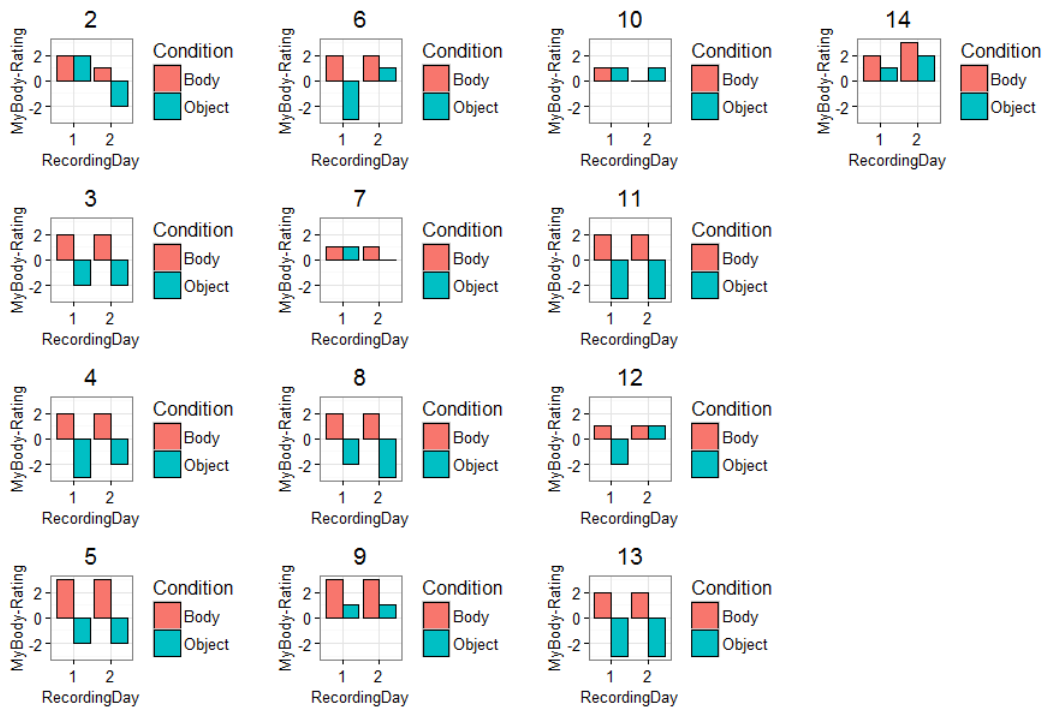 2
MyBody-Rating
2
0
-2
1 2
RecordingDay
Condition
Body
Object
6
MyBody-Rating
2
0
-2
1 2
RecordingDay
Condition
Body
Object
10
MyBody-Rating
2
0
-2
1 2
RecordingDay
Condition
Body
Object
14
MyBody-Rating
2
0
-2
1 2
RecordingDay
Condition
Body
Object
3
MyBody-Rating
2
0
-2
1 2
RecordingDay
Condition
Body
Object
7
MyBody-Rating
2
0
-2
1 2
RecordingDay
Condition
Body
Object
11
MyBody-Rating
2
0
-2
1 2
RecordingDay
Condition
Body
Object
4
MyBody-Rating
2
0
-2
1 2
RecordingDay
Condition
Body
Object
8
MyBody-Rating
2
0
-2
1 2
RecordingDay
Condition
Body
Object
12
MyBody-Rating
2
0
-2
1 2
RecordingDay
Condition
Body
Object
5
MyBody-Rating
2
0
-2
1 2
RecordingDay
Condition
Body
Object
9
MyBody-Rating
2
0
-2
1 2
RecordingDay
Condition
Body
Object
13
MyBody-Rating
2
0
-2
1 2
RecordingDay
Condition
Body
Object